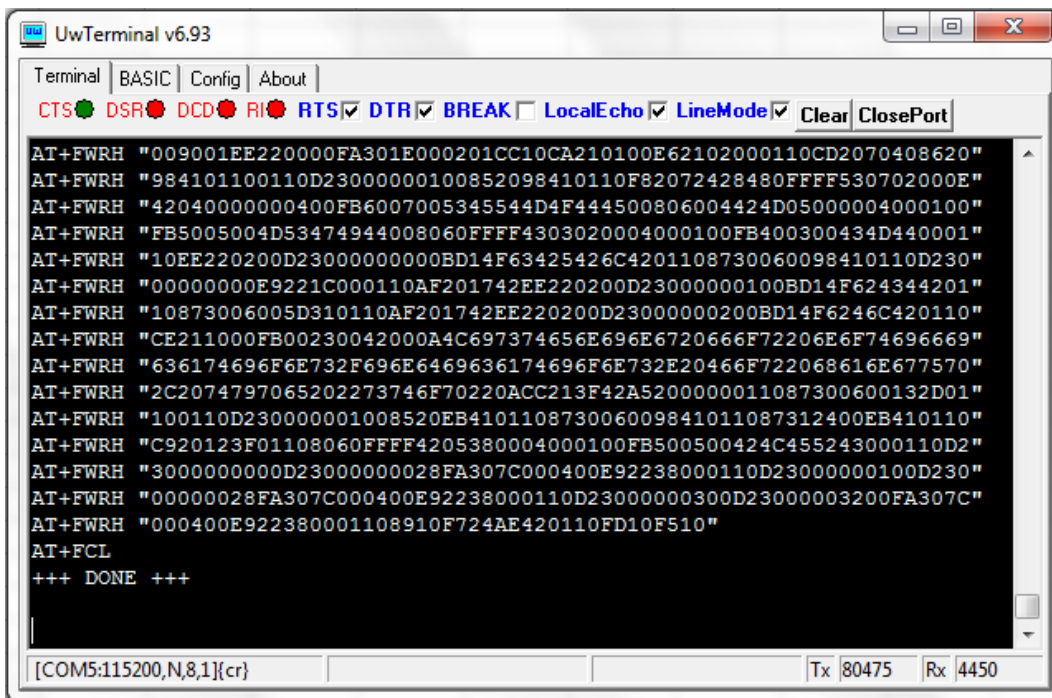 UwTerminal v6.93
Terminal BASIC Config About
CTS DSR DCD RI RTS DTR BREAK LocalEcho LineMode Clear ClosePort
AT+FWRH "009001EE220000FA301E000201CC10CA210100E62102000110CD2070408620"
AT+FWRH "984101100110D23000000100852098410110F82072428480FFFF530702000E"
AT+FWRH "42040000000400FB6007005345544D4F444500806004424D05000004000100"
AT+FWRH "FB5005004D53474944008060FFFF4303020004000100FB400300434D440001"
AT+FWRH "10EE220200D23000000000BD14F63425426C4201108730060098410110D230"
AT+FWRH "00000000E9221C000110AF201742EE220200D23000000100BD14F624344201"
AT+FWRH "10873006005D310110AF201742EE220200D23000000200BD14F6246C420110"
AT+FWRH "CE211000FB00230042000A4C697374656E696E6720666F72206E6F74696669"
AT+FWRH "636174696F6E732F696E6469636174696F6E732E20466F722068616E677570"
AT+FWRH "2C2074797065202273746F70220ACC213F42A52000000110873006001​32D01"
AT+FWRH "100110D230000001008520EB41011087300600984101108731​2400EB410110"
AT+FWRH "C920123F01108060FFFF4205380004000100FB500500424C455243000110D2"
AT+FWRH "3000000000D23000000028FA307C000400E92238000110D23000000100D230"
AT+FWRH "00000028FA307C000400E92238000110D23000000300D23000003200FA307C"
AT+FWRH "000400E922380001108910F724AE420110FD10F510"
AT+FCL
+++ DONE +++
[COM5:115200,N,8,1]{cr} Tx 80475 Rx 4450